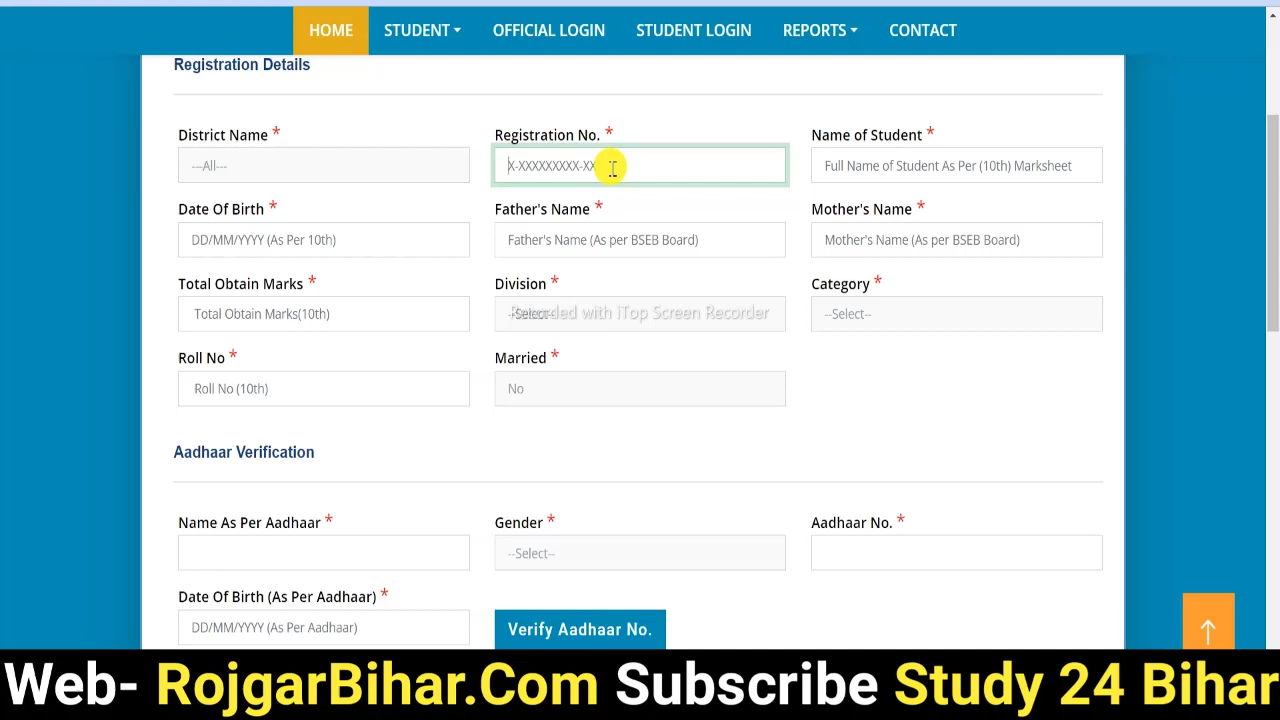 HOME STUDENT OFFICIAL LOGIN STUDENT LOGIN REPORTS CONTACT
Registration Details
District Name * Registration No. * Name of Student *
---All--- X-XXXXXXXXX-XX Full Name of Student As Per (10th) Marksheet
Date Of Birth * Father's Name * Mother's Name *
DD/MM/YYYY (As Per 10th) Father's Name (As per BSEB Board) Mother's Name (As per BSEB Board)
Total Obtain Marks * Division * Category *
Total Obtain Marks(10th) --Select-- --Select--
Recorded with iTop Screen Recorder
Roll No * Married *
Roll No (10th) No
Aadhaar Verification
Name As Per Aadhaar * Gender * Aadhaar No. *
--Select--
Date Of Birth (As Per Aadhaar) *
DD/MM/YYYY (As Per Aadhaar) Verify Aadhaar No.
Web- RojgarBihar.Com Subscribe Study 24 Bihar